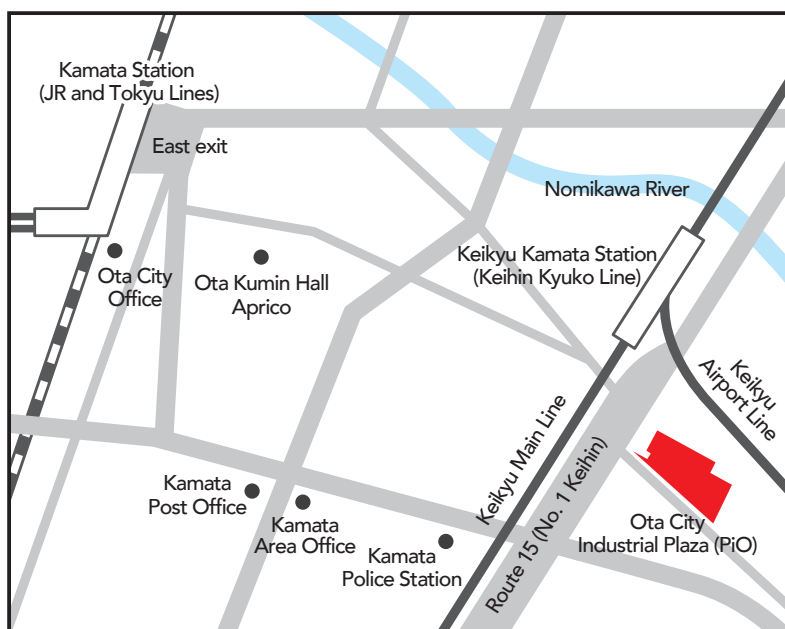 Kamata Station
(JR and Tokyu Lines)
East exit
Nomikawa River
Keikyu Kamata Station
(Keihin Kyuko Line)
Ota City
Office
Ota Kumin Hall
Aprico
Keikyu
Airport Line
Keikyu Main Line
Route 15 (No. 1 Keihin)
Kamata
Post Office
Kamata
Area Office
Kamata
Police Station
Ota City
Industrial Plaza (PiO)